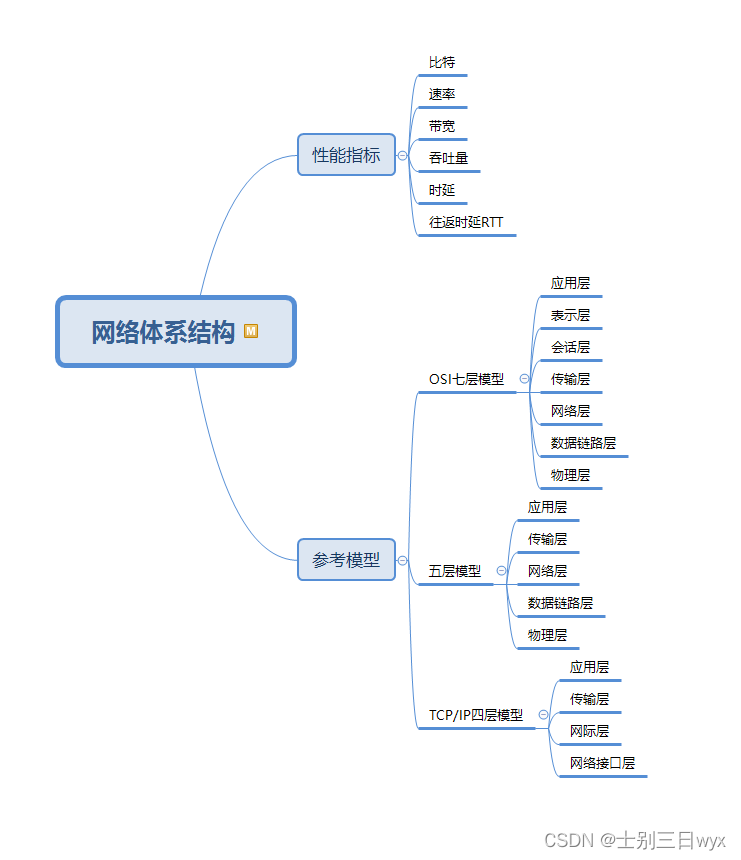 比特
速率
带宽
性能指标
吞吐量
时延
往返时延RTT
网络体系结构 M
应用层
表示层
会话层
OSI七层模型
传输层
网络层
数据链路层
物理层
参考模型
应用层
传输层
五层模型
网络层
数据链路层
物理层
应用层
传输层
TCP/IP四层模型
网际层
网络接口层
CSDN @士别三日wyx